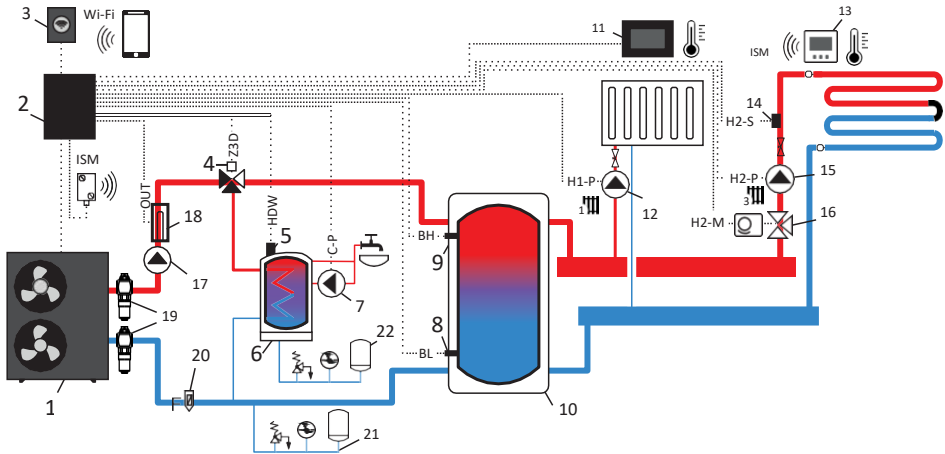 3
Wi-Fi
11
13
ISM
2
14
H2-S
ISM
4
Z3D
OUT
HDW
5
18
C-P
H1-P
12
1
H2-P
15
3
H2-M
16
BH
9
17
7
19
6
22
8
BL
20
1
10
21